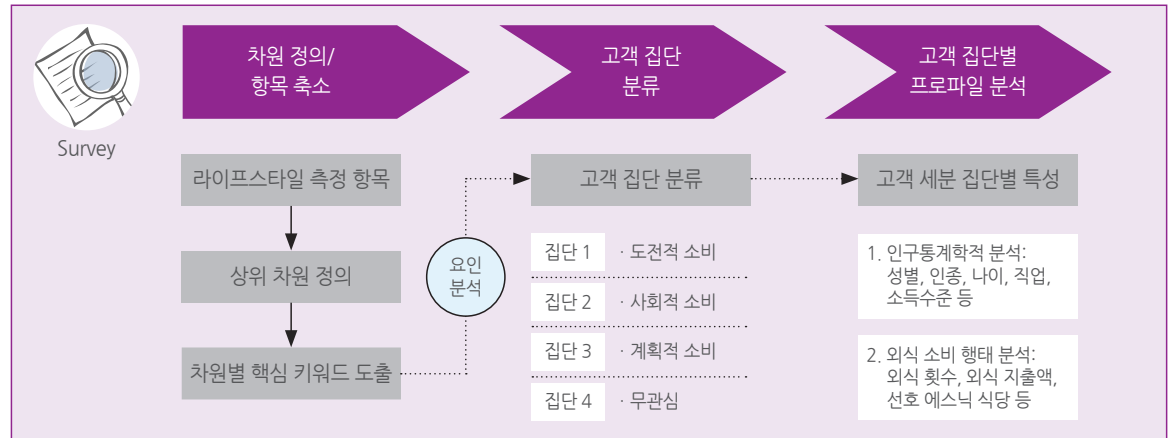 Survey
차원 정의/
항목 축소
고객 집단
분류
고객 집단별
프로파일 분석
라이프스타일 측정 항목
상위 차원 정의
차원별 핵심 키워드 도출
요인
분석
고객 집단 분류
집단 1 · 도전적 소비
집단 2 · 사회적 소비
집단 3 · 계획적 소비
집단 4 · 무관심
고객 세분 집단별 특성
1. 인구통계학적 분석:
성별, 인종, 나이, 직업,
소득수준 등
2. 외식 소비 행태 분석:
외식 횟수, 외식 지출액,
선호 에스닉 식당 등